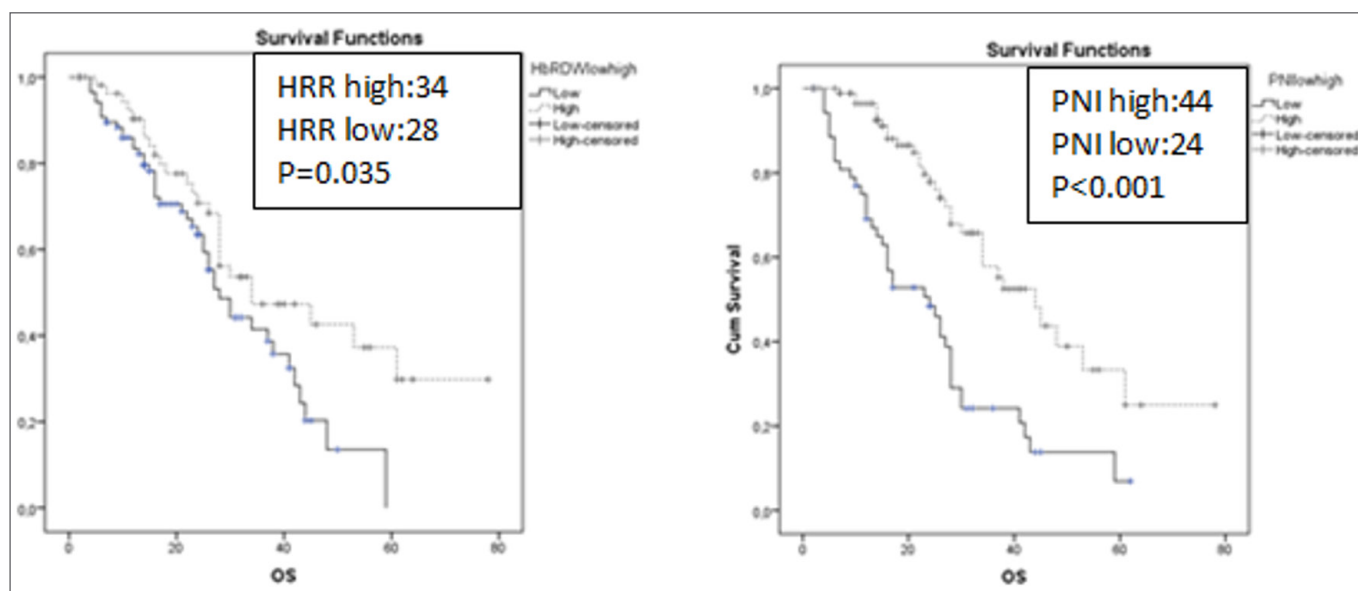 Survival Functions
HRR high:34
HRR low:28
P=0.035
HbRDWlowhigh
Low
High
Low-censored
High-censored
1,0
0,8
0,6
0,4
0,2
0,0
0 20 40 60 80
OS
Survival Functions
PNI high:44
PNI low:24
P<0.001
PNIlowhigh
Low
High
Low-censored
High-censored
Cum Survival
1,0
0,8
0,6
0,4
0,2
0,0
0 20 40 60 80
OS